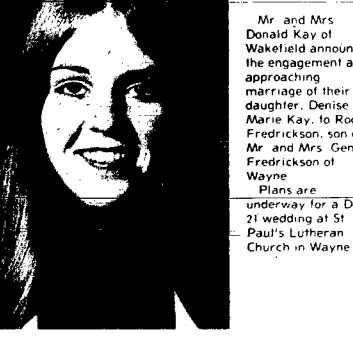 Mr. and Mrs
Donald Kay of
Wakefield announ
the engagement a
approaching
marriage of their
daughter, Denise
Marie Kay, to Ro
Fredrickson, son
Mr and Mrs Gen
Fredrickson of
Wayne
Plans are
underway for a D
21 wedding at St
Paul's Lutheran
Church in Wayne